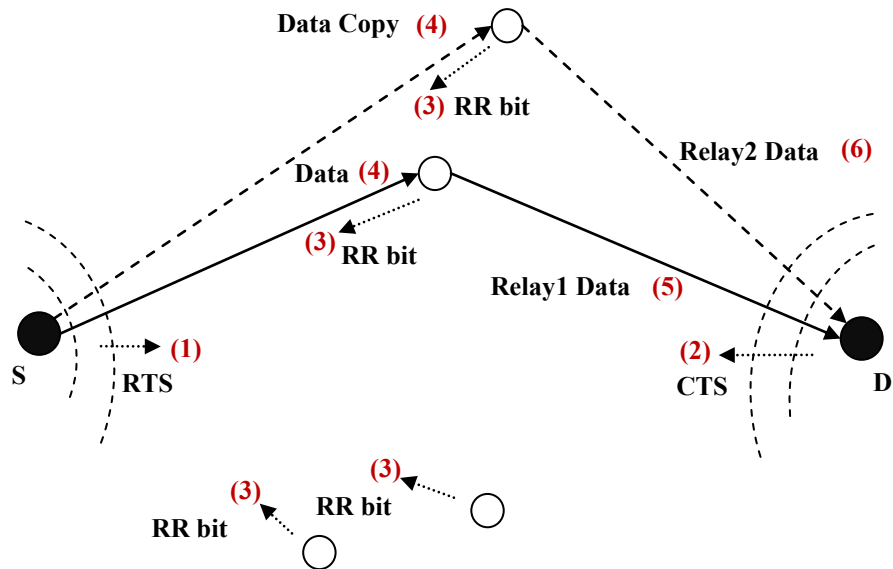 Data Copy (4)
(3) RR bit
Relay2 Data (6)
Data (4)
(3)
RR bit
Relay1 Data (5)
(1)
(2)
S
RTS
CTS
D
(3)
(3)
RR bit
RR bit